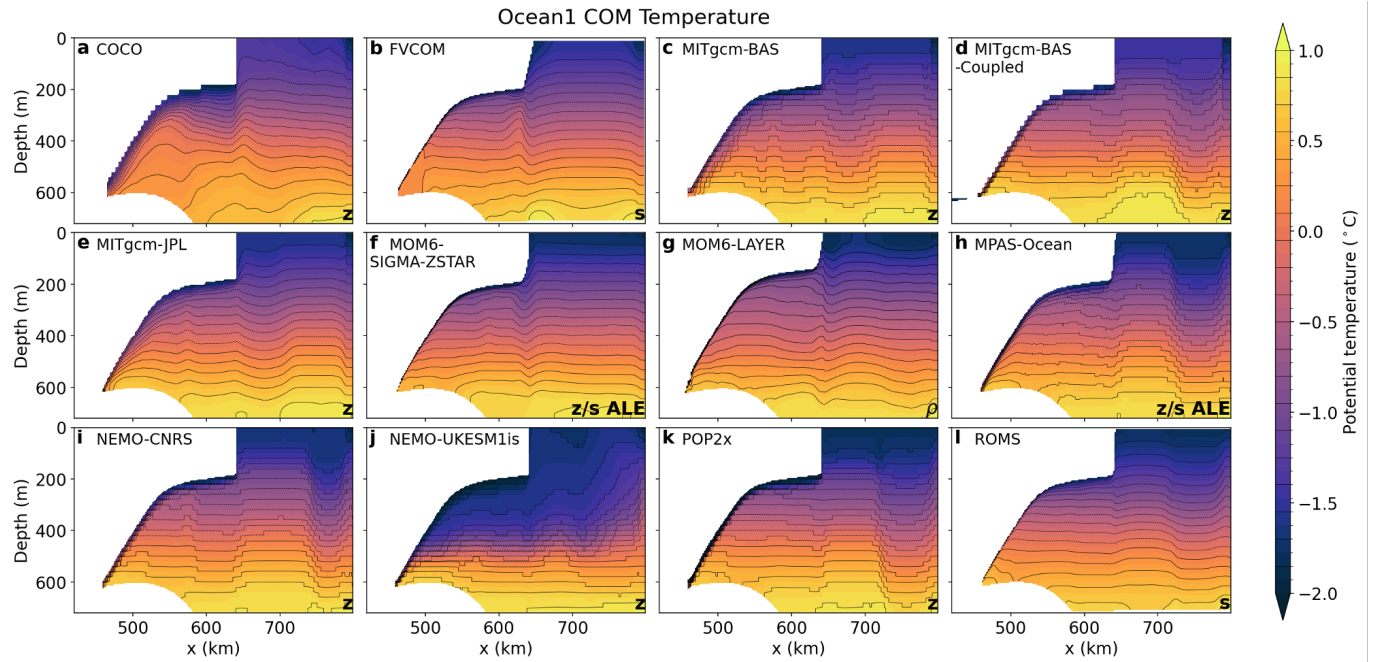 Ocean1 COM Temperature
a COCO
b FVCOM
c MITgcm-BAS
d MITgcm-BAS
-Coupled
0
200
400
600
Depth (m)
z
s
z
z
e MITgcm-JPL
f MOM6-
SIGMA-ZSTAR
g MOM6-LAYER
h MPAS-Ocean
0
200
400
600
Depth (m)
z
z/s ALE
ρ
z/s ALE
i NEMO-CNRS
j NEMO-UKESM1is
k POP2x
l ROMS
0
200
400
600
Depth (m)
z
z
z
s
500 600 700
500 600 700
500 600 700
500 600 700
x (km)
x (km)
x (km)
x (km)
1.0
0.5
0.0
−0.5
−1.0
−1.5
−2.0
Potential temperature (°C)